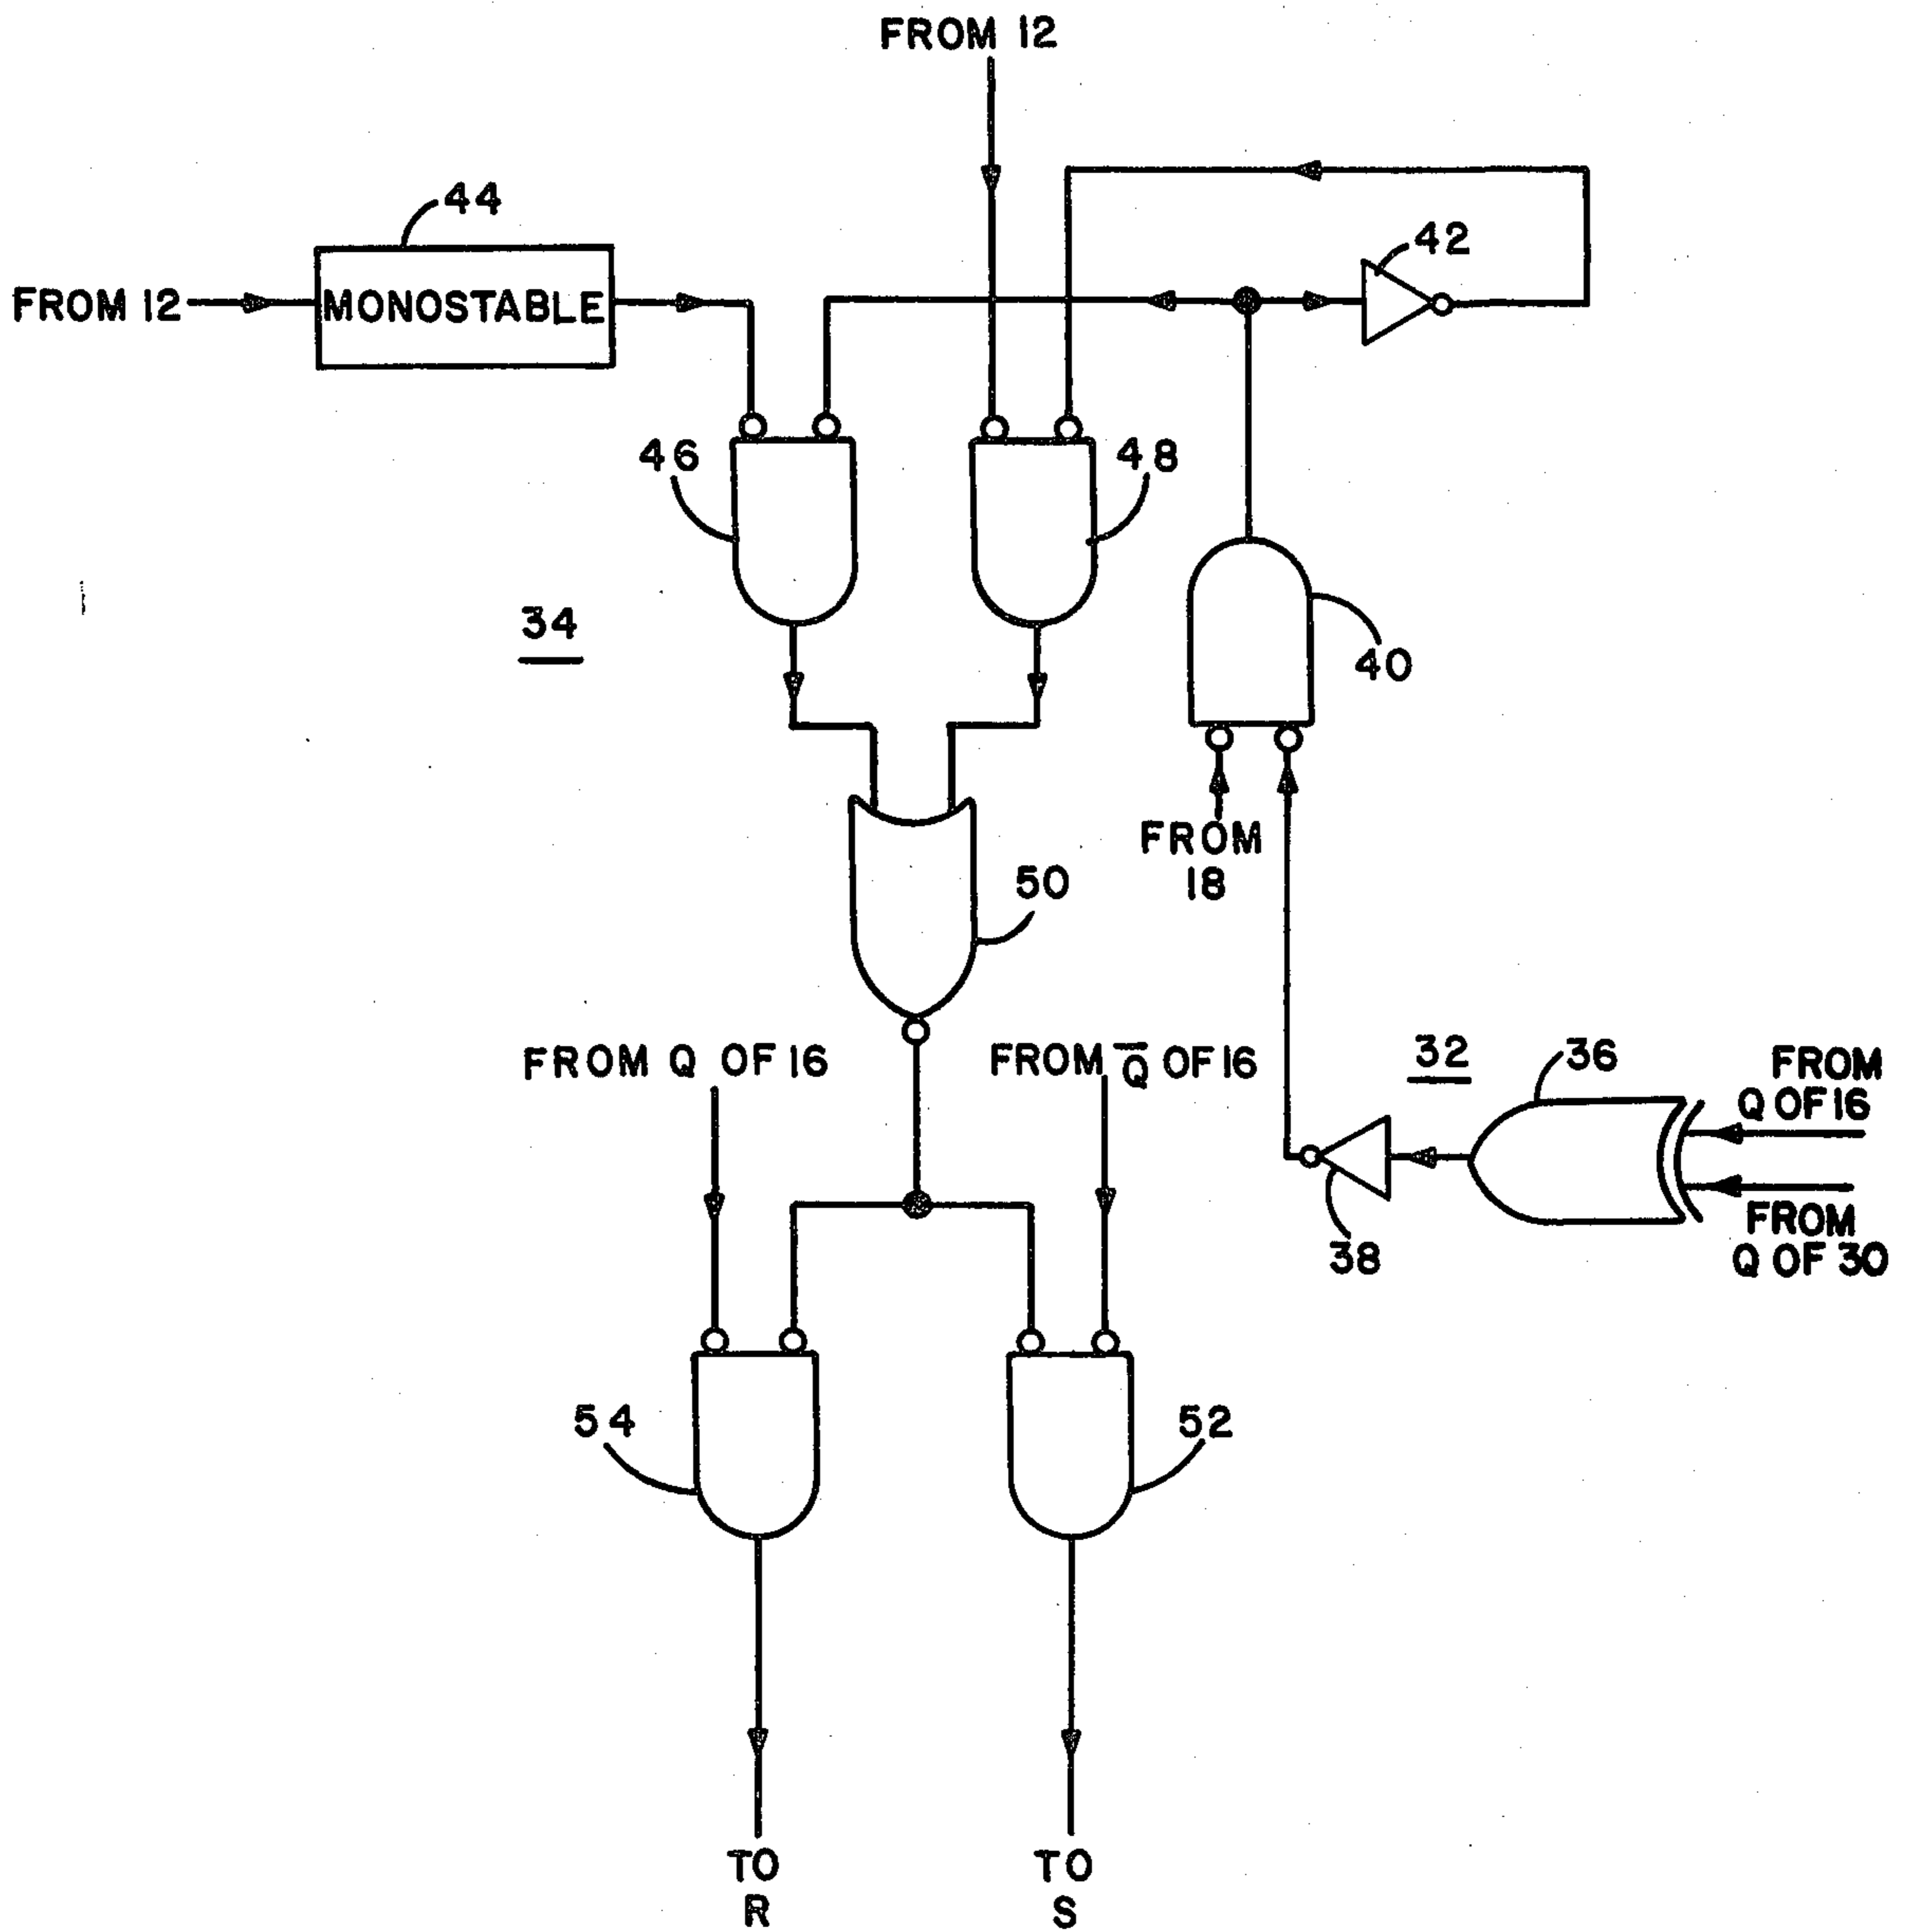 FROM 12
44
42
FROM 12
MONOSTABLE
46
48
34
40
FROM
18
50
FROM Q OF 16
FROM Q̅ OF 16
32
36
FROM
Q OF 16
38
FROM
Q OF 30
54
52
TO
R
TO
S